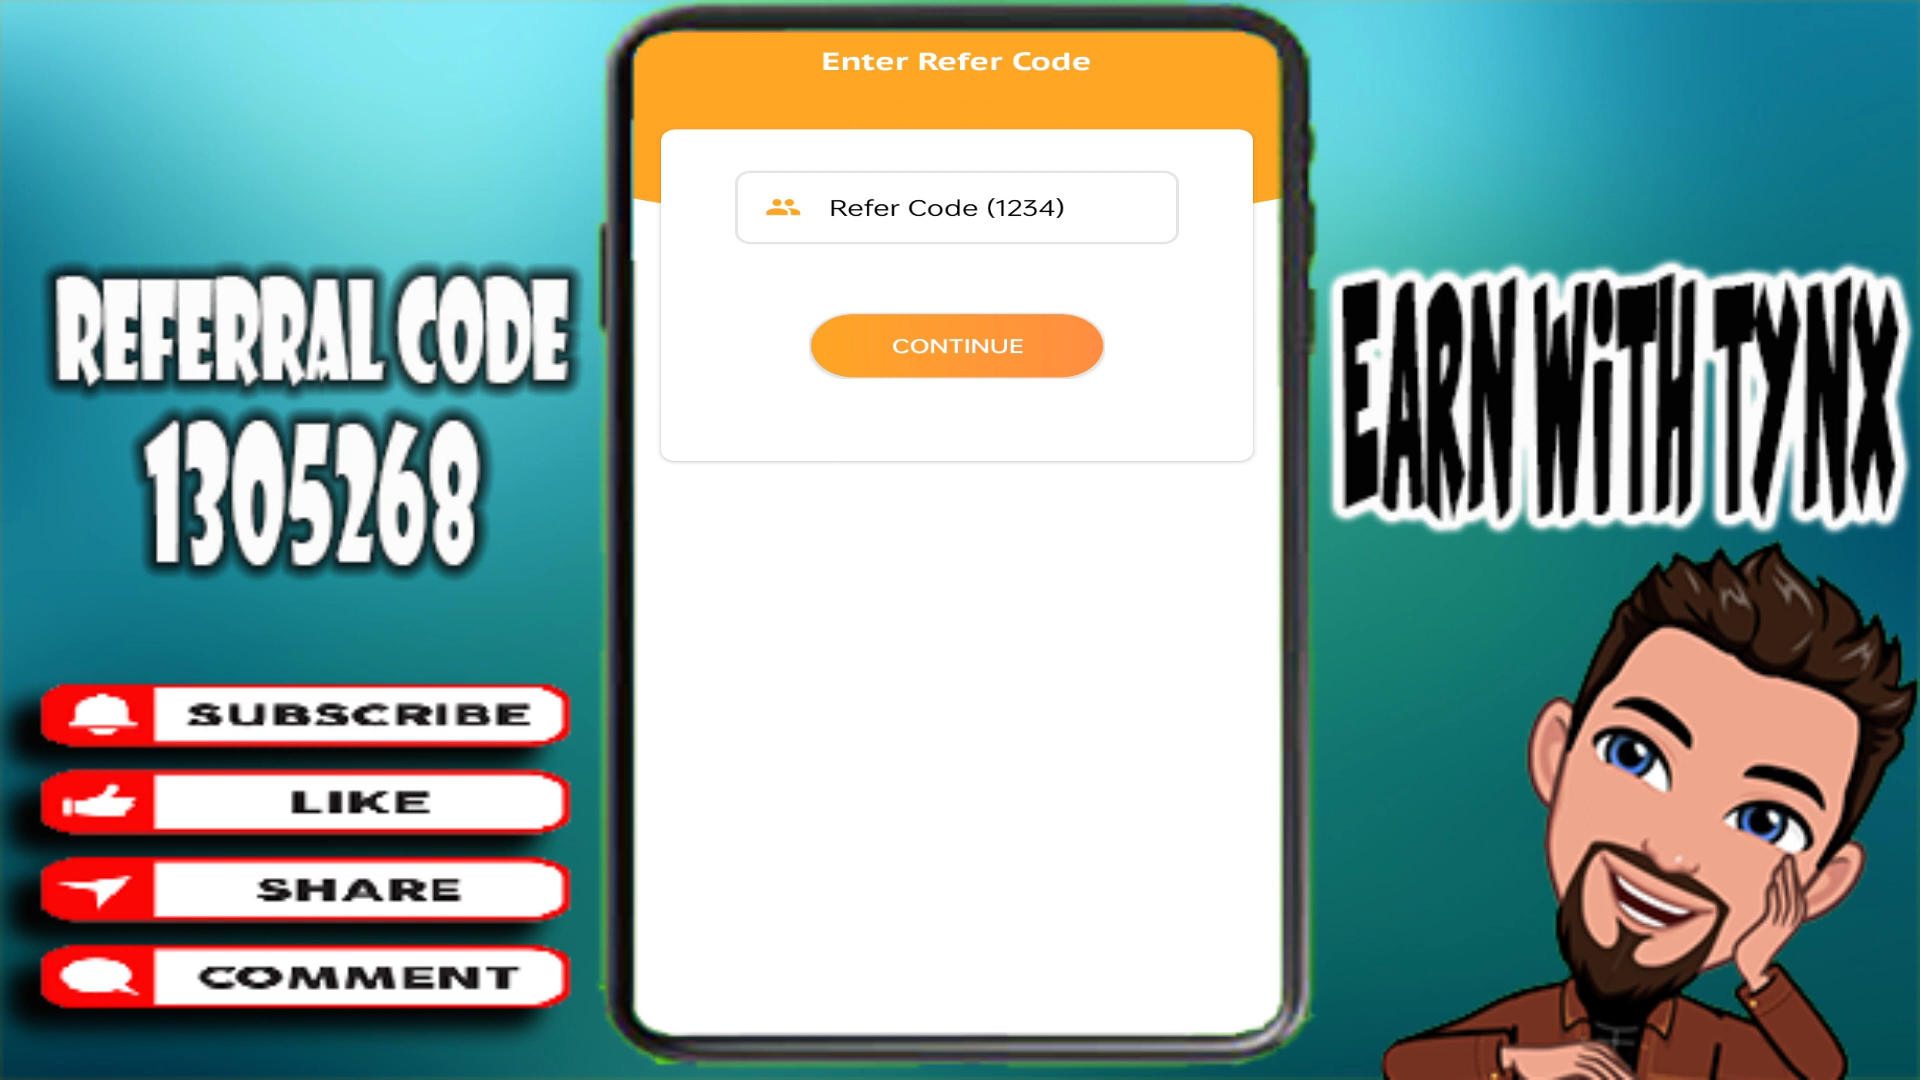 REFERRAL CODE
1305268
SUBSCRIBE
LIKE
SHARE
COMMENT
Enter Refer Code
Refer Code (1234)
CONTINUE
EARN WiTH TYNX